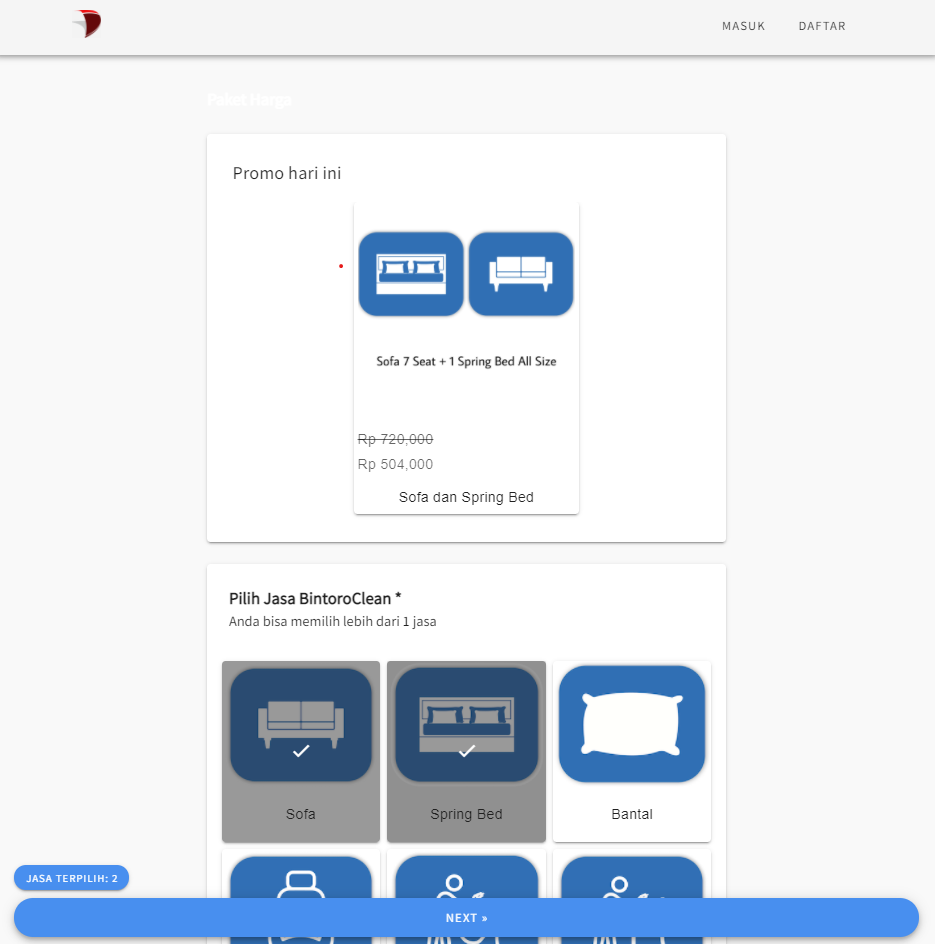 MASUK
DAFTAR
Paket Harga
Promo hari ini
Sofa 7 Seat + 1 Spring Bed All Size
Rp 720,000
Rp 504,000
Sofa dan Spring Bed
Pilih Jasa BintoroClean *
Anda bisa memilih lebih dari 1 jasa
Sofa
Spring Bed
Bantal
JASA TERPILIH: 2
NEXT »